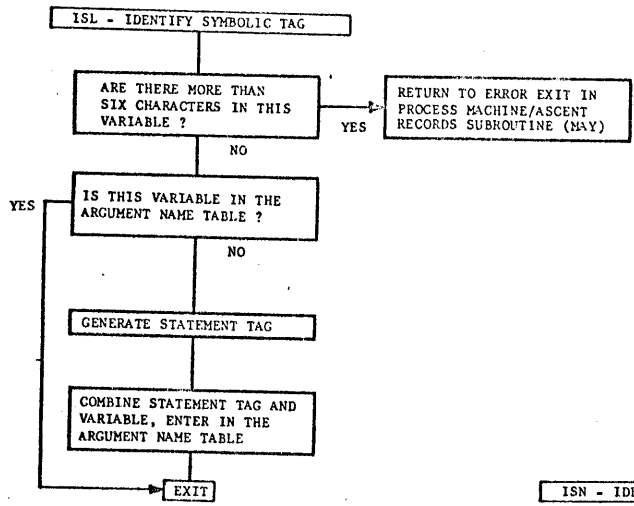 ISL - IDENTIFY SYMBOLIC TAG
ARE THERE MORE THAN
SIX CHARACTERS IN THIS
VARIABLE ?
YES
RETURN TO ERROR EXIT IN
PROCESS MACHINE/ASCENT
RECORDS SUBROUTINE (MAY)
NO
YES
IS THIS VARIABLE IN THE
ARGUMENT NAME TABLE ?
NO
GENERATE STATEMENT TAG
COMBINE STATEMENT TAG AND
VARIABLE, ENTER IN THE
ARGUMENT NAME TABLE
EXIT
ISN - IDE